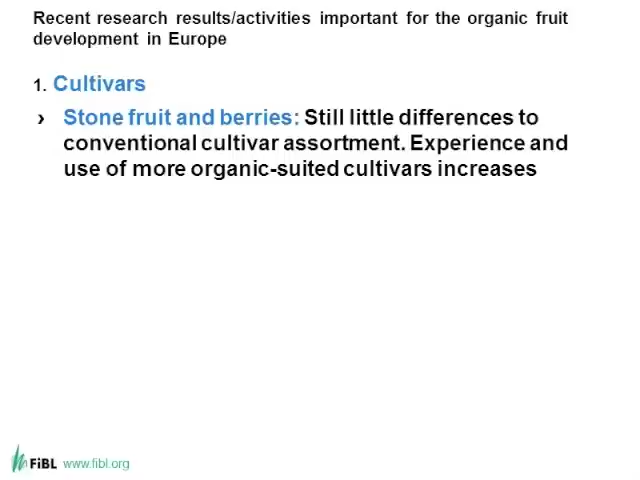 Recent research results/activities important for the organic fruit
development in Europe
1. Cultivars
› Stone fruit and berries: Still little differences to
conventional cultivar assortment. Experience and
use of more organic-suited cultivars increases
FiBL www.fibl.org